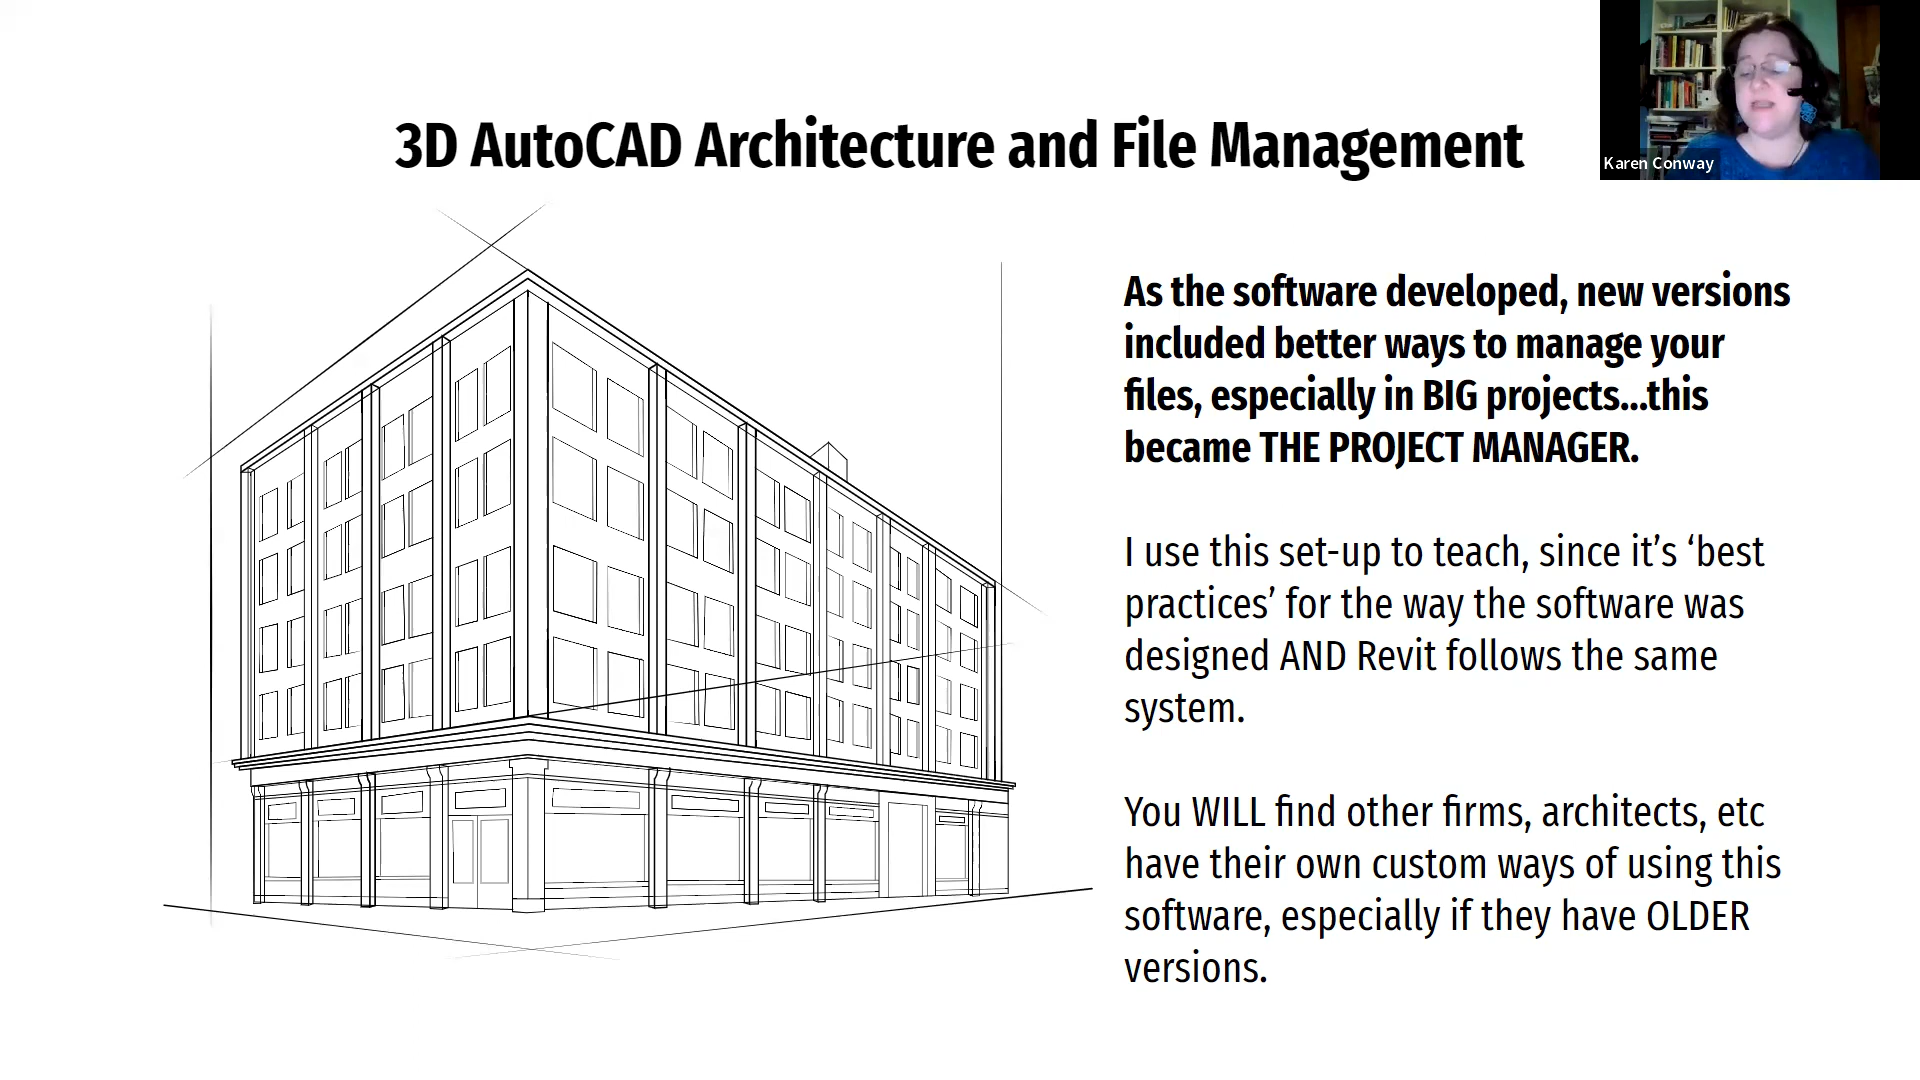 3D AutoCAD Architecture and File Management
Karen Conway
As the software developed, new versions
included better ways to manage your
files, especially in BIG projects...this
became THE PROJECT MANAGER.
I use this set-up to teach, since it’s ‘best
practices’ for the way the software was
designed AND Revit follows the same
system.
You WILL find other firms, architects, etc
have their own custom ways of using this
software, especially if they have OLDER
versions.